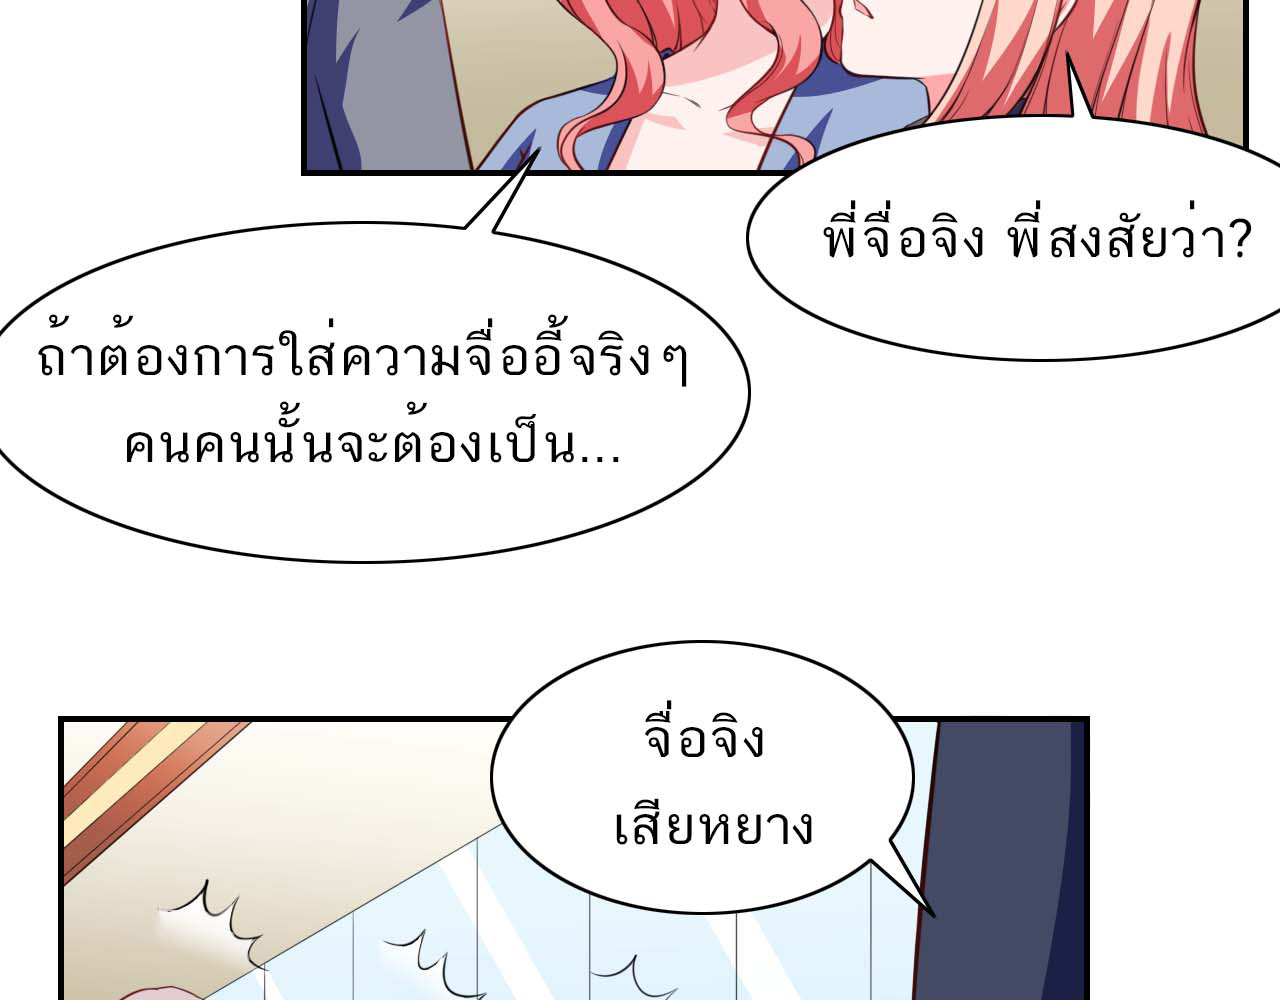 พี่จื่อจิง พี่สงสัยว่า?
ถ้าต้องการใส่ความจื่ออี้จริงๆ
คนคนนั้นจะต้องเป็น...
จื่อจิง
เสียหยาง